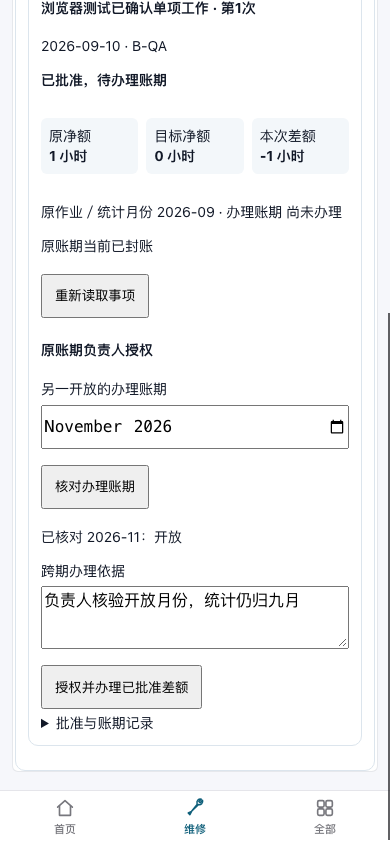 浏览器测试已确认单项工作 · 第1次
2026-09-10 · B-QA
已批准，待办理账期
原净额
1 小时
目标净额
0 小时
本次差额
-1 小时
原作业 / 统计月份 2026-09 · 办理账期 尚未办理
原账期当前已封账
重新读取事项
原账期负责人授权
另一开放的办理账期
November 2026
核对办理账期
已核对 2026-11：开放
跨期办理依据
负责人核验开放月份，统计仍归九月
授权并办理已批准差额
批准与账期记录
首页
维修
全部